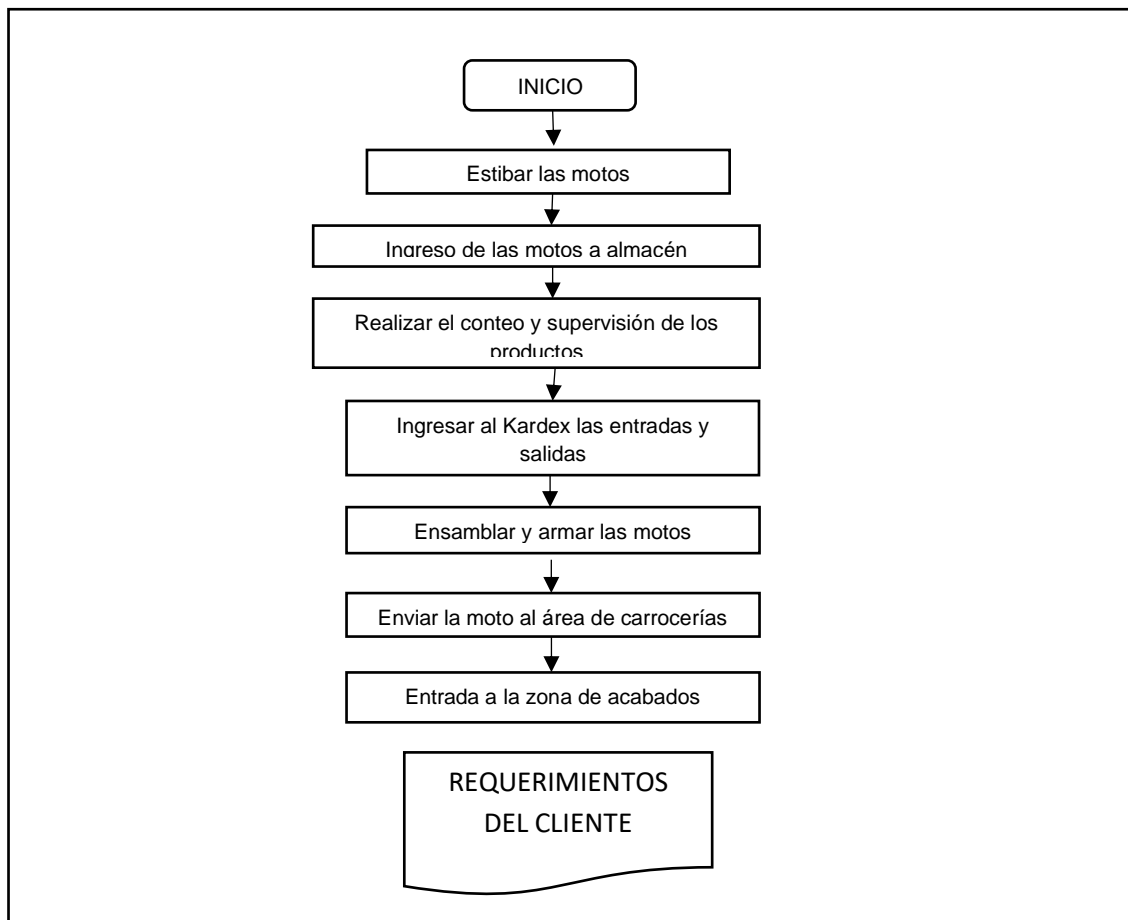 INICIO
Estibar las motos
Ingreso de las motos a almacén
Realizar el conteo y supervisión de los
productos
Ingresar al Kardex las entradas y
salidas
Ensamblar y armar las motos
Enviar la moto al área de carrocerías
Entrada a la zona de acabados
REQUERIMIENTOS
DEL CLIENTE